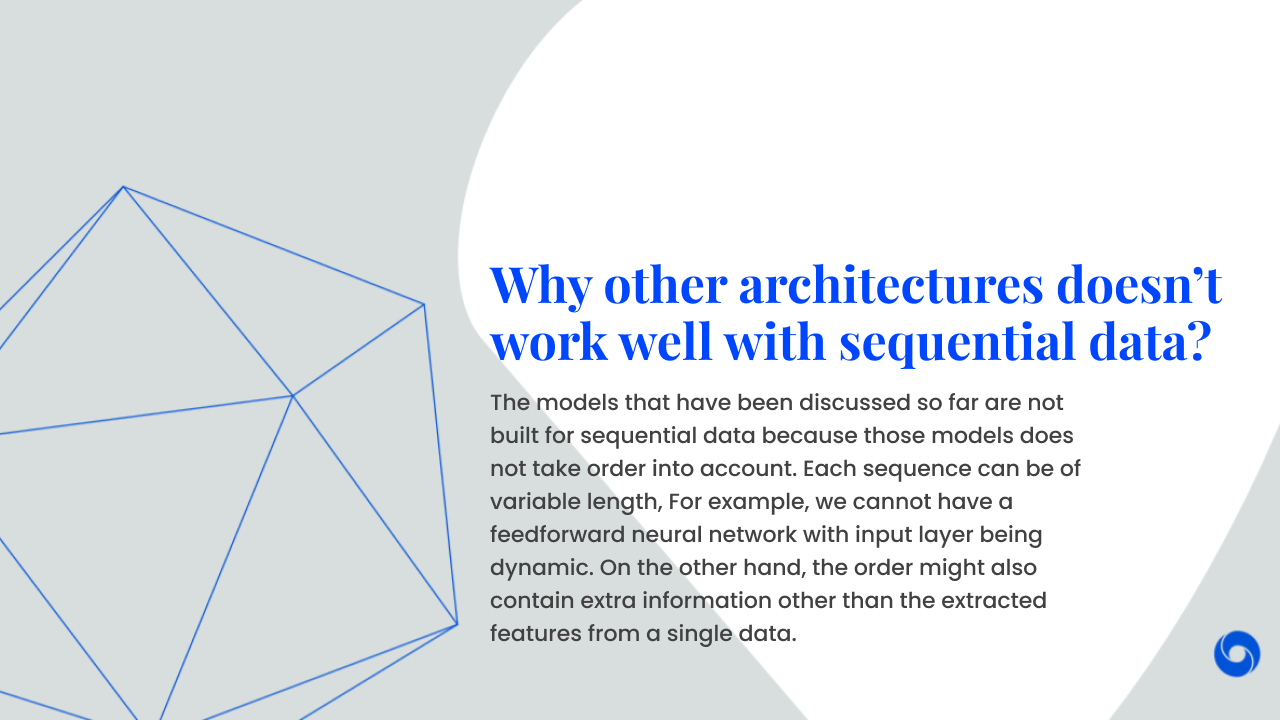 Why other architectures doesn’t
work well with sequential data?
The models that have been discussed so far are not
built for sequential data because those models does
not take order into account. Each sequence can be of
variable length, For example, we cannot have a
feedforward neural network with input layer being
dynamic. On the other hand, the order might also
contain extra information other than the extracted
features from a single data.